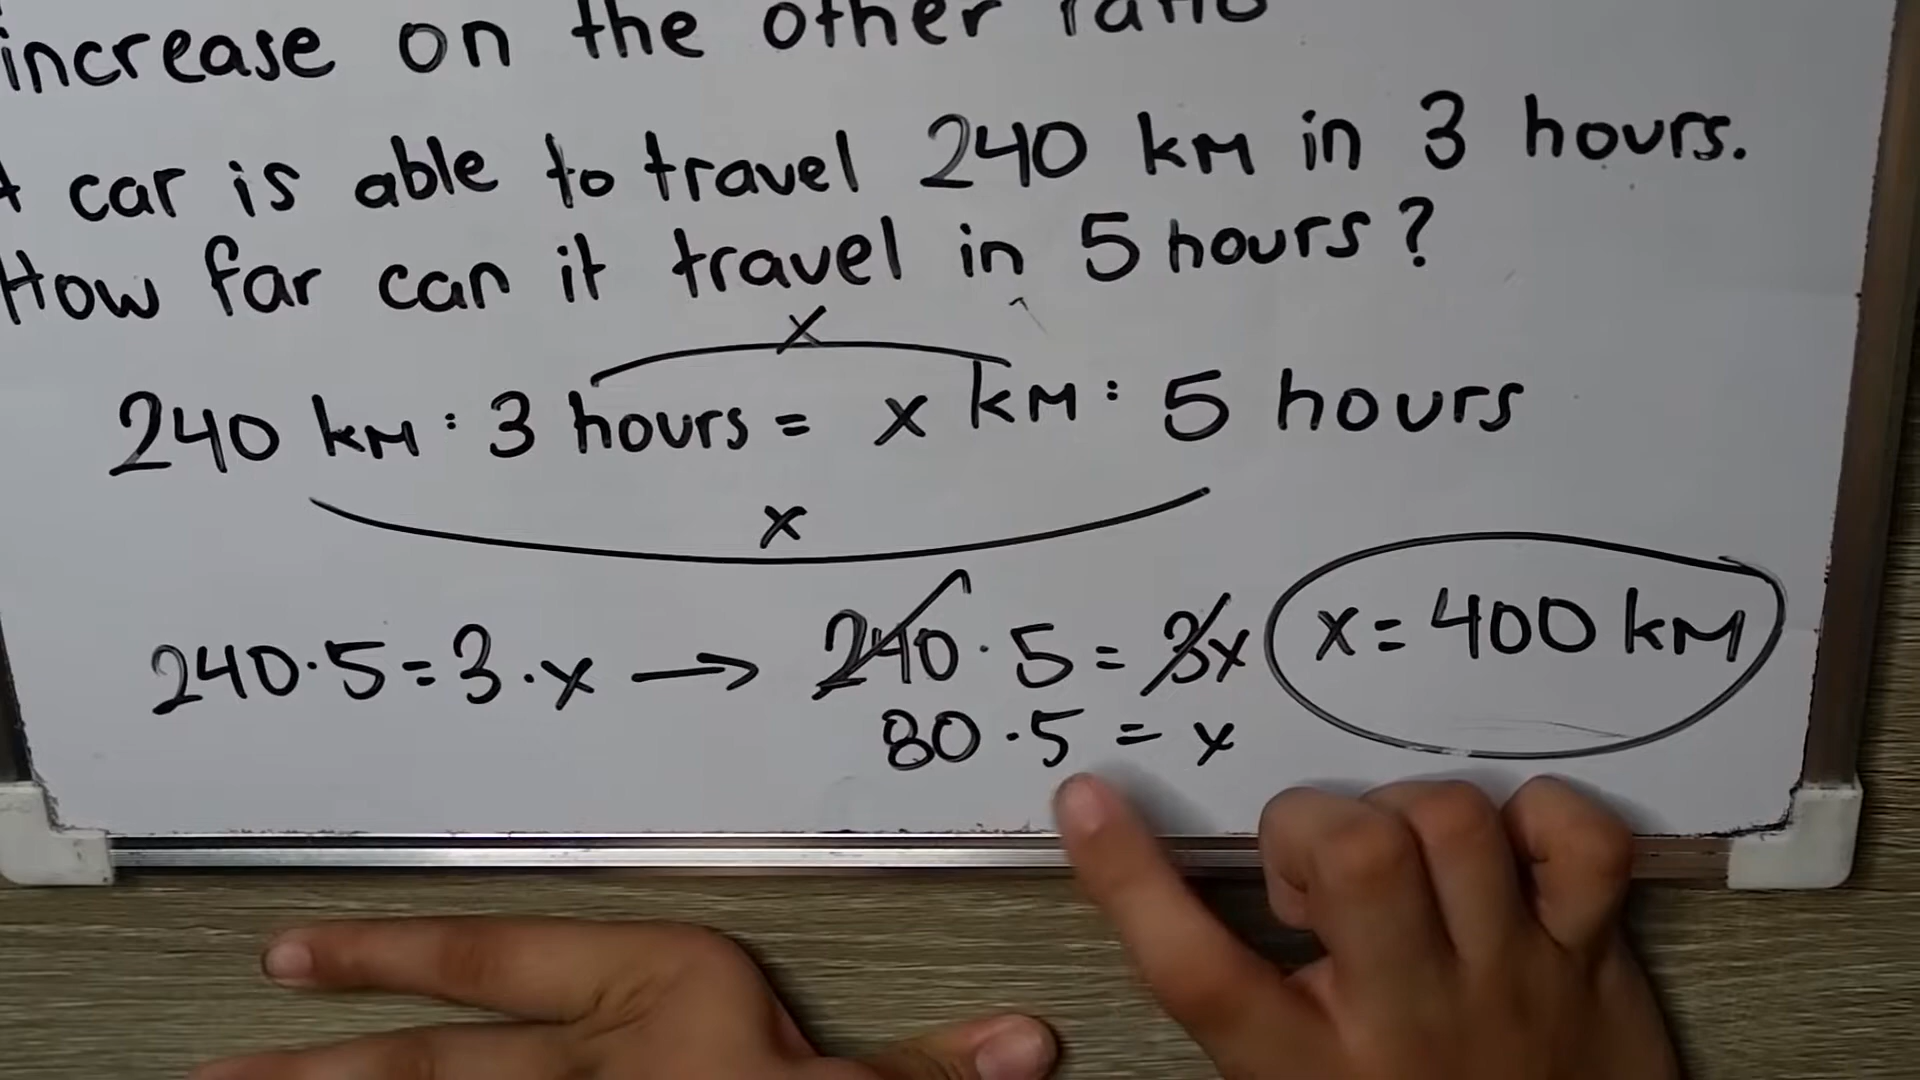 increase on the other ratio
A car is able to travel 240 km in 3 hours.
How far can it travel in 5 hours?
x
240 km : 3 hours = x km : 5 hours
x
240·5=3·x → 240·5=3x
80·5=x
x=400 km